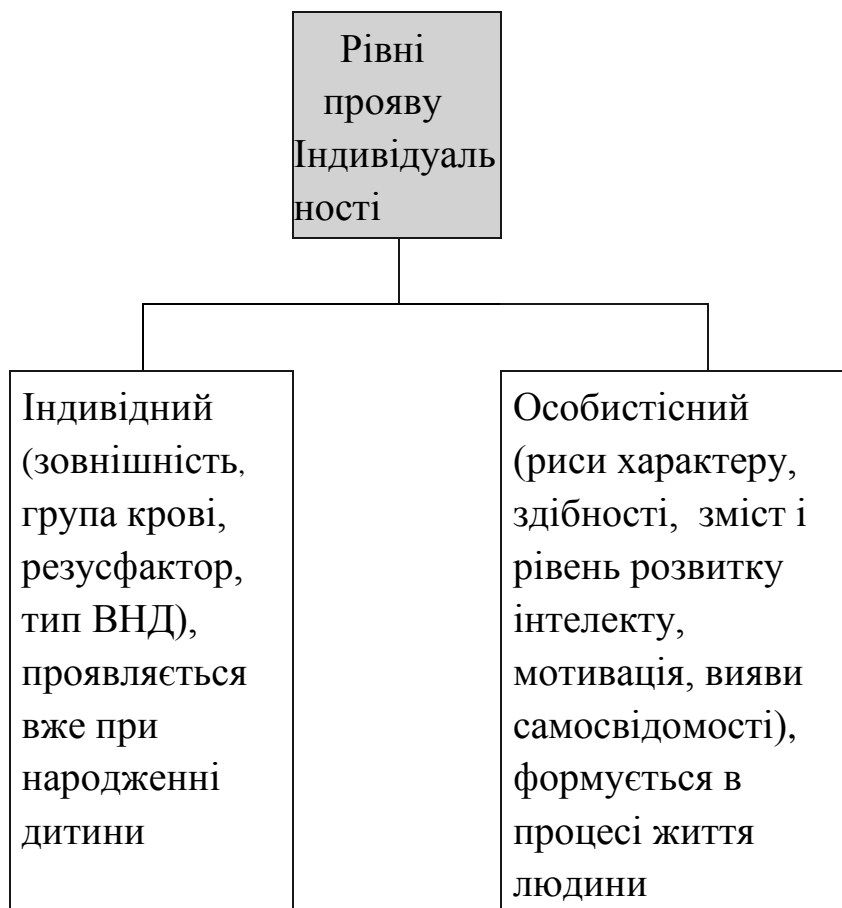 Рівні
прояву
Індивідуаль
ності
Індивідний
(зовнішність,
група крові,
резусфактор,
тип ВНД),
проявляється
вже при
народженні
дитини
Особистісний
(риси характеру,
здібності, зміст і
рівень розвитку
інтелекту,
мотивація, вияви
самосвідомості),
формується в
процесі життя
людини